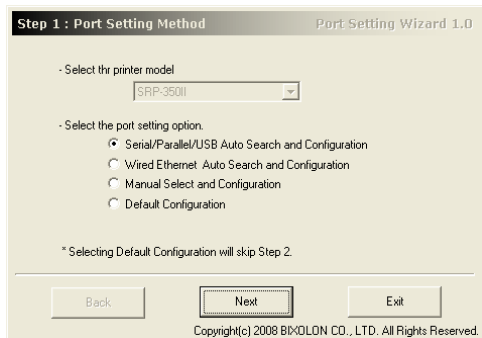 Step 1 : Port Setting Method Port Setting Wizard 1.0
- Select thr printer model
SRP-350II
- Select the port setting option.
Serial/Parallel/USB Auto Search and Configuration
Wired Ethernet Auto Search and Configuration
Manual Select and Configuration
Default Configuration
* Selecting Default Configuration will skip Step 2.
Back Next Exit
Copyright(c) 2008 BIXOLON CO., LTD. All Rights Reserved.